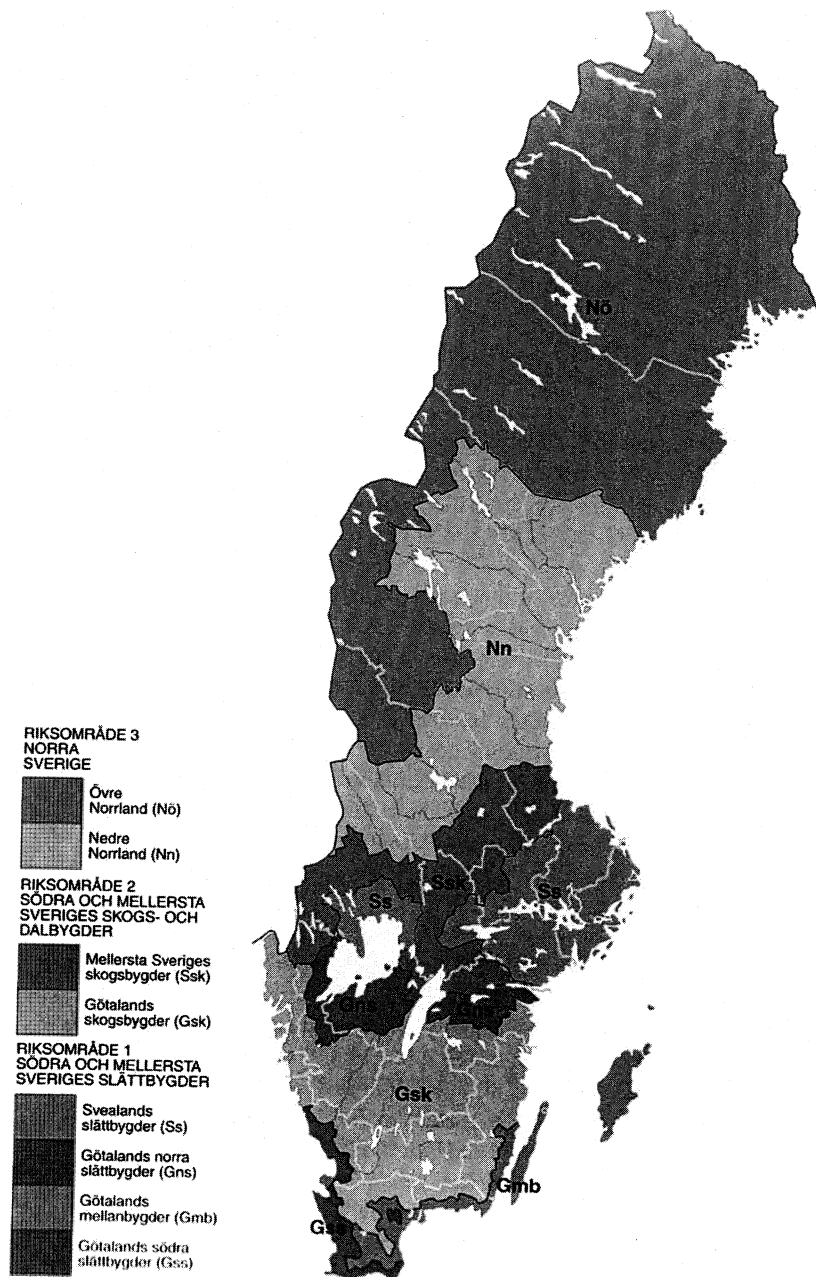 Nö
Nn
RIKSOMRÅDE 3
NORRA
SVERIGE
Övre
Norrland (Nö)
Nedre
Norrland (Nn)
RIKSOMRÅDE 2
SÖDRA OCH MELLERSTA
SVERIGES SKOGS- OCH
DALBYGDER
Mellersta Sveriges
skogsbygder (Ssk)
Götalands
skogsbygder (Gsk)
RIKSOMRÅDE 1
SÖDRA OCH MELLERSTA
SVERIGES SLÄTTBYGDER
Svealands
slättbygder (Ss)
Götalands norra
slättbygder (Gns)
Götalands
mellanbygder (Gmb)
Götalands södra
slättbygder (Gss)
Ssk
Ss
Ss
Gns
Gns
Gsk
Gmb
Gss